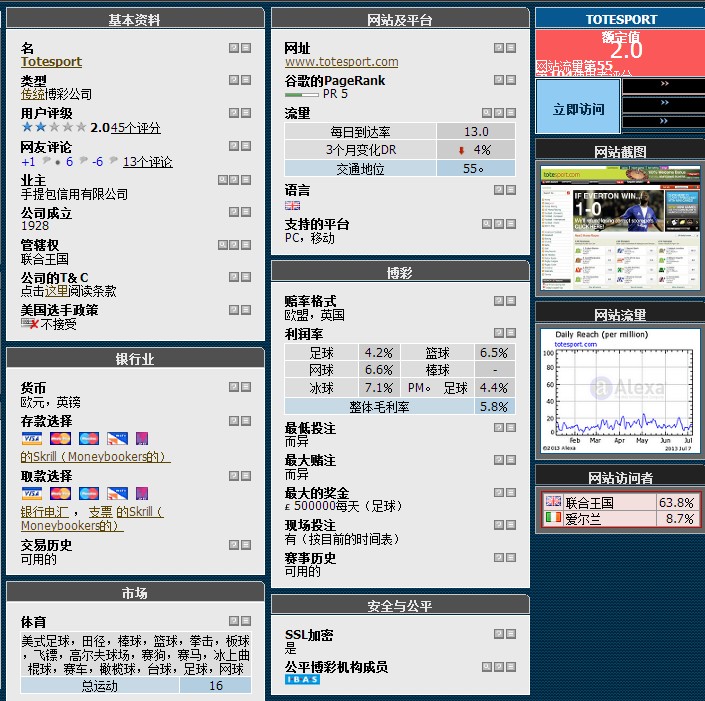 基本资料
名
Totesport
类型
传统博彩公司
用户评级
2.045个评分
网友评论
+1 • 6 -6 13个评论
业主
手提包信用有限公司
公司成立
1928
管辖权
联合王国
公司的T& C
点击这里阅读条款
美国选手政策
不接受
银行业
货币
欧元，英镑
存款选择
VISA
的Skrill（Moneybookers的）
取款选择
VISA
银行电汇 ， 支票 的Skrill（
Moneybookers的）
交易历史
可用的
市场
体育
美式足球，田径，棒球，篮球，拳击，板球
，飞镖，高尔夫球场，赛狗，赛马，冰上曲
棍球，赛车，橄榄球，台球，足球，网球
总运动 16
网站及平台
网址
www.totesport.com
谷歌的PageRank
PR 5
流量
每日到达率 13.0
3个月变化DR 4%
交通地位 55。
语言
支持的平台
PC，移动
博彩
赔率格式
欧盟，英国
利润率
足球 4.2% 篮球 6.5%
网球 6.6% 棒球 -
冰球 7.1% PM。 足球 4.4%
整体毛利率 5.8%
最低投注
而异
最大赌注
而异
最大的奖金
£ 500000每天（足球）
现场投注
有（按目前的时间表）
赛事历史
可用的
安全与公平
SSL加密
是
公平博彩机构成员
I.B.A.S
TOTESPORT
额定值
2.0
网站流里第55
立即访问
>>
>>
>>
网站截图
totesport.com
IF EVERTON WIN...
1-0
CLICK HERE!
网站流里
Daily Reach (per million)
totesport.com
100
80
60
40
20
0
Alexa
Feb Mar Apr May Jun Jul
©2013 Alexa 2013 Jul 7
网站访问者
联合王国 63.8%
爱尔兰 8.7%